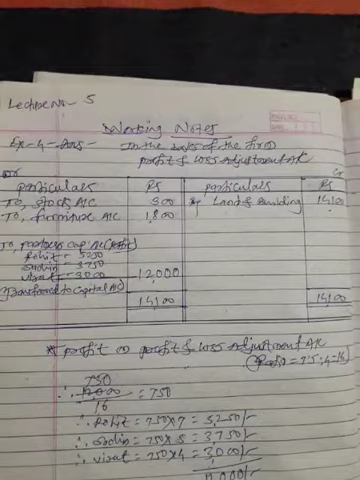 Lecture No- 5
Working Notes
Ex-4-Ans- In the books of the firm
profit & Loss Adjustment A/c
Dr Cr
particulars Rs particulars Rs
To, stock A/C 300 By Land & Building 14,100
To, furniture A/C 1,800
To, partners cap A/C (profit)
Rohit = 5250
Sachin = 3750
Virat = 3000 12,000
(Transferred to Capital A/c)
14,100 14,100
* profit on profit & Loss Adjustment A/c
(Ratio = 7:5:4=16)
750
∴ 12,000 = 750
16
∴ Rohit = 750×7 = 5,250/-
∴ Sachin = 750×5 = 3,750/-
∴ Virat = 750×4 = 3,000/-
12,000/-